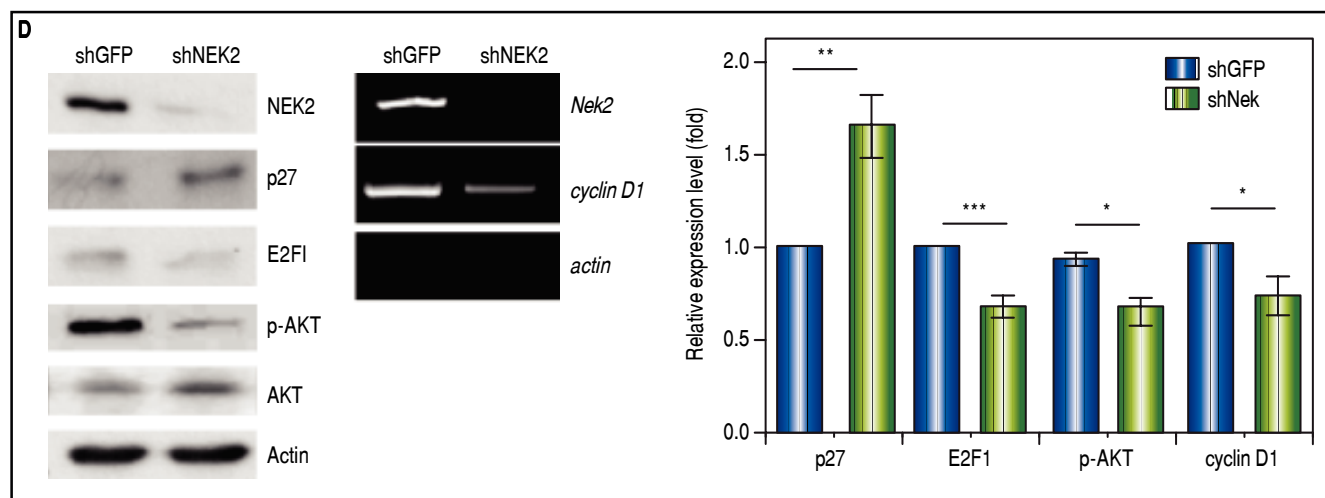 D
shGFP shNEK2
NEK2
p27
E2FI
p-AKT
AKT
Actin
shGFP shNEK2
Nek2
cyclin D1
actin
Relative expression level (fold)
2.0
1.5
1.0
0.5
0.0
** 
***
*
*
shGFP
shNek
p27 E2F1 p-AKT cyclin D1